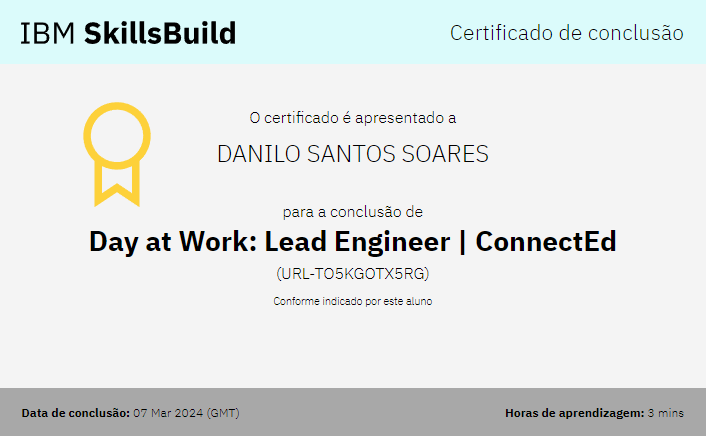 IBM SkillsBuild
Certificado de conclusão
O certificado é apresentado a
DANILO SANTOS SOARES
para a conclusão de
Day at Work: Lead Engineer | ConnectEd
(URL-TO5KGOTX5RG)
Conforme indicado por este aluno
Data de conclusão: 07 Mar 2024 (GMT)
Horas de aprendizagem: 3 mins